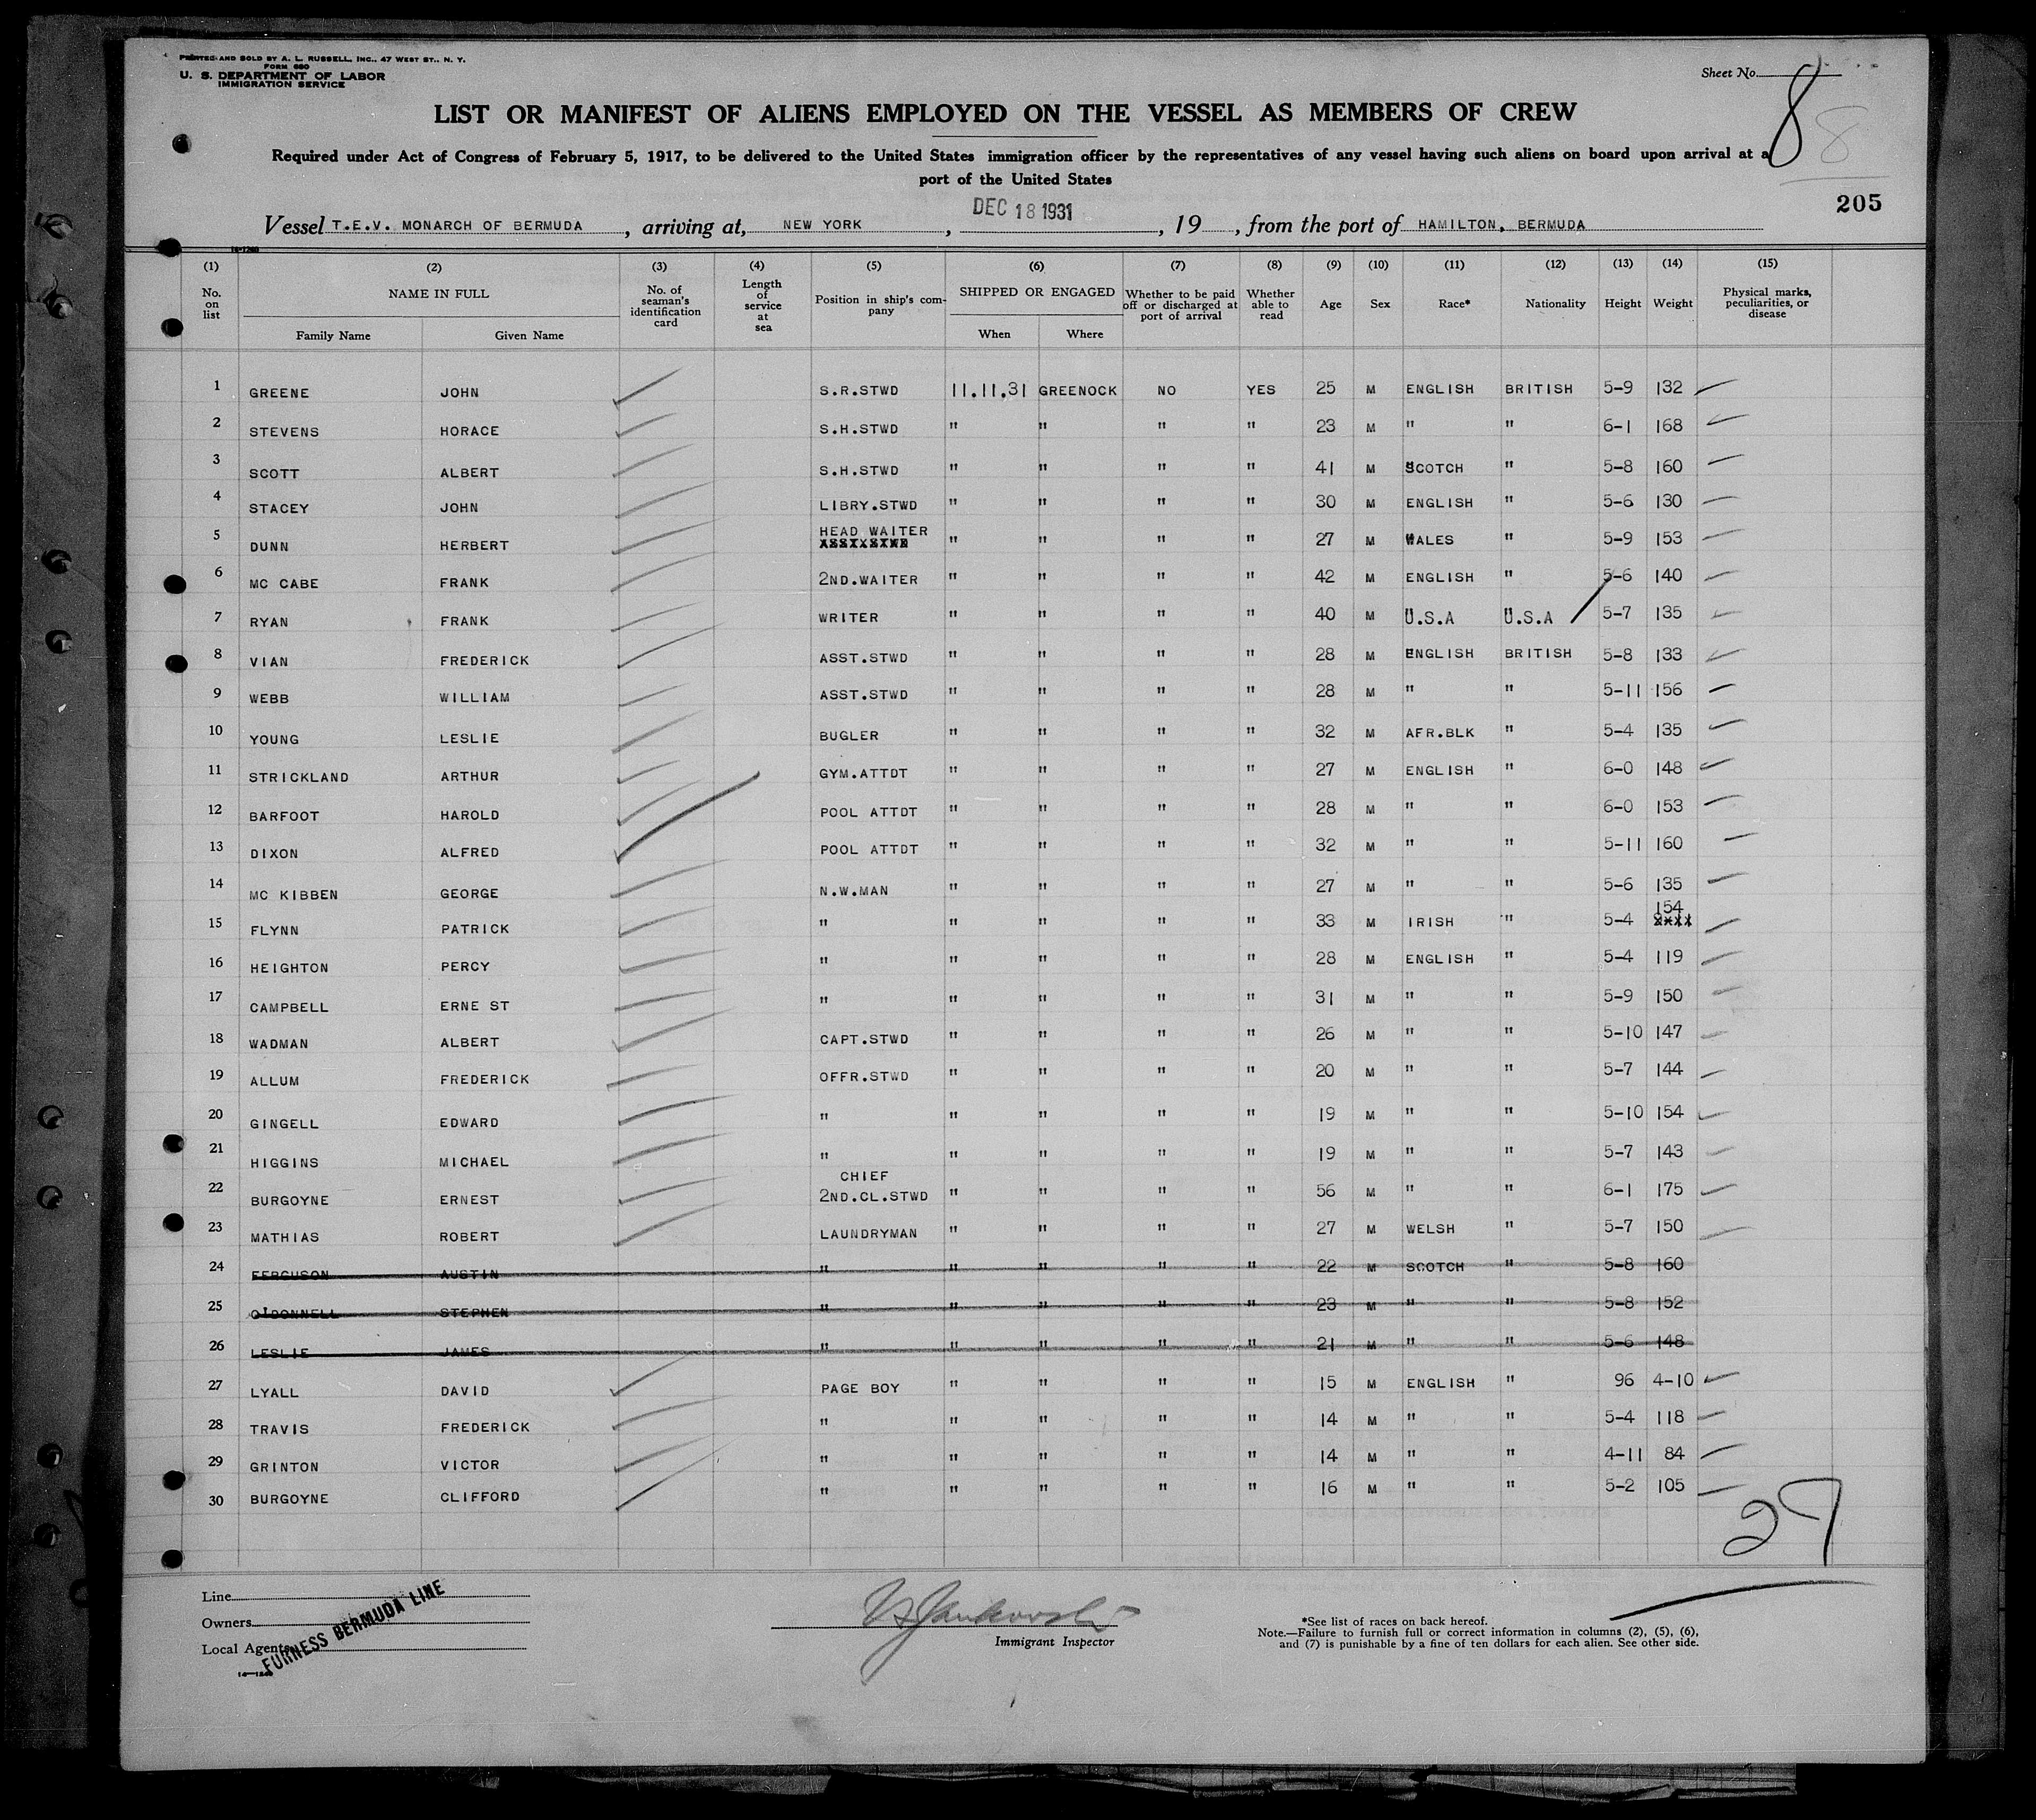 PRINTED AND SOLD BY A. L. RUSSELL, INC., 47 WEST ST., N. Y.
FORM 680
U. S. DEPARTMENT OF LABOR
IMMIGRATION SERVICE
Sheet No. 8
8
LIST OR MANIFEST OF ALIENS EMPLOYED ON THE VESSEL AS MEMBERS OF CREW
Required under Act of Congress of February 5, 1917, to be delivered to the United States immigration officer by the representatives of any vessel having such aliens on board upon arrival at a
port of the United States
205
DEC 18 1931
Vessel T.E.V. MONARCH OF BERMUDA, arriving at, NEW YORK, 19, from the port of HAMILTON, BERMUDA
14-1240
(1) (2) (3) (4) (5) (6) (7) (8) (9) (10) (11) (12) (13) (14) (15)
No. on list NAME IN FULL Family Name Given Name No. of seaman's identification card Length of service at sea Position in ship's company SHIPPED OR ENGAGED When Where Whether to be paid off or discharged at port of arrival Whether able to read Age Sex Race* Nationality Height Weight Physical marks, peculiarities, or disease
1 GREENE JOHN S.R.STWD 11.11.31 GREENOCK NO YES 25 M ENGLISH BRITISH 5-9 132
2 STEVENS HORACE S.H.STWD " " " " 23 M " " 6-1 168
3 SCOTT ALBERT S.H.STWD " " " " 41 M SCOTCH " 5-8 160
4 STACEY JOHN LIBRY.STWD " " " " 30 M ENGLISH " 5-6 130
5 DUNN HERBERT HEAD WAITER " " " " 27 M WALES " 5-9 153
6 MC CABE FRANK 2ND.WAITER " " " " 42 M ENGLISH " 5-6 140
7 RYAN FRANK WRITER " " " " 40 M U.S.A U.S.A 5-7 135
8 VIAN FREDERICK ASST.STWD " " " " 28 M ENGLISH BRITISH 5-8 133
9 WEBB WILLIAM ASST.STWD " " " " 28 M " " 5-11 156
10 YOUNG LESLIE BUGLER " " " " 32 M AFR.BLK " 5-4 135
11 STRICKLAND ARTHUR GYM.ATTDT " " " " 27 M ENGLISH " 6-0 148
12 BARFOOT HAROLD POOL ATTDT " " " " 28 M " " 6-0 153
13 DIXON ALFRED POOL ATTDT " " " " 32 M " " 5-11 160
14 MC KIBBEN GEORGE N.W.MAN " " " " 27 M " " 5-6 135
15 FLYNN PATRICK " " " " " 33 M IRISH " 5-4 154
16 HEIGHTON PERCY " " " " " 28 M ENGLISH " 5-4 119
17 CAMPBELL ERNE ST " " " " " 31 M " " 5-9 150
18 WADMAN ALBERT CAPT.STWD " " " " 26 M " " 5-10 147
19 ALLUM FREDERICK OFFR.STWD " " " " 20 M " " 5-7 144
20 GINGELL EDWARD " " " " " 19 M " " 5-10 154
21 HIGGINS MICHAEL " " " " " 19 M " " 5-7 143
22 BURGOYNE ERNEST CHIEF 2ND.CL.STWD " " " " 56 M " " 6-1 175
23 MATHIAS ROBERT LAUNDRYMAN " " " " 27 M WELSH " 5-7 150
24 FERGUSON AUSTIN " " " " " 22 M SCOTCH " 5-8 160
25 O'DONNELL STEPHEN " " " " " 23 M " " 5-8 152
26 LESLIE JAMES " " " " " 21 M " " 5-6 148
27 LYALL DAVID PAGE BOY " " " " 15 M ENGLISH " 96 4-10
28 TRAVIS FREDERICK " " " " " 14 M " " 5-4 118
29 GRINTON VICTOR " " " " " 14 M " " 4-11 84
30 BURGOYNE CLIFFORD " " " " " 16 M " " 5-2 105
27
Line
Owners
Local Agents
FURNESS BERMUDA LINE
Immigrant Inspector
*See list of races on back hereof.
Note.—Failure to furnish full or correct information in columns (2), (5), (6),
and (7) is punishable by a fine of ten dollars for each alien. See other side.